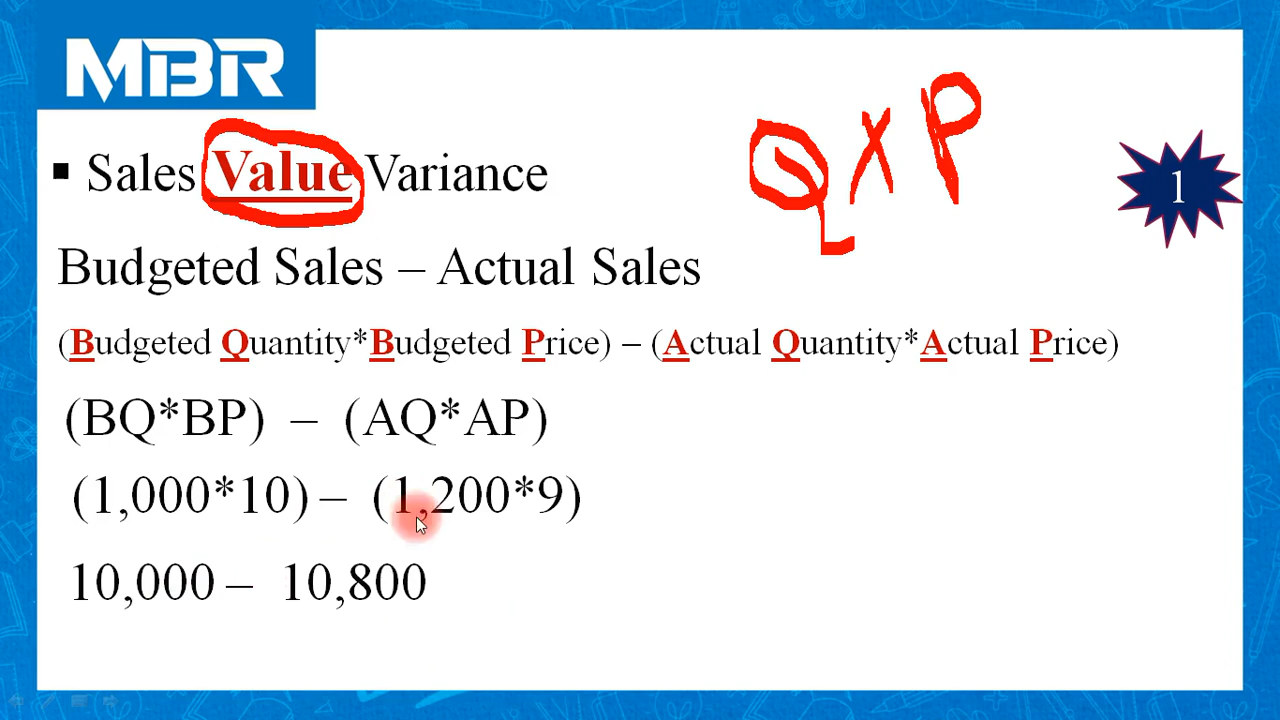 MBR
Q X P
▪ Sales Value Variance
1
Budgeted Sales – Actual Sales
(Budgeted Quantity*Budgeted Price) – (Actual Quantity*Actual Price)
(BQ*BP) – (AQ*AP)
(1,000*10) – (1,200*9)
10,000 – 10,800